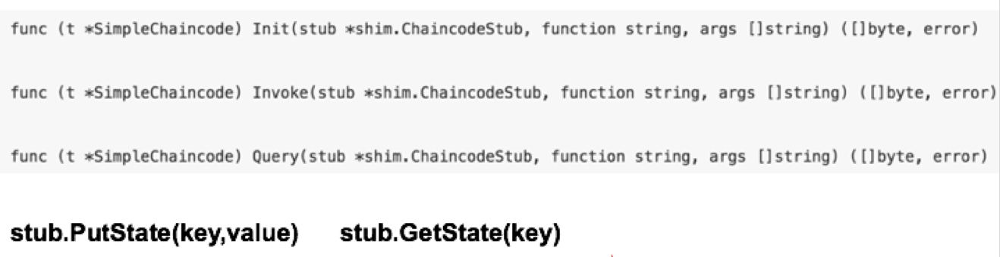 func (t *SimpleChaincode) Init(stub *shim.ChaincodeStub, function string, args []string) ([]byte, error)
func (t *SimpleChaincode) Invoke(stub *shim.ChaincodeStub, function string, args []string) ([]byte, error)
func (t *SimpleChaincode) Query(stub *shim.ChaincodeStub, function string, args []string) ([]byte, error)
stub.PutState(key,value) stub.GetState(key)